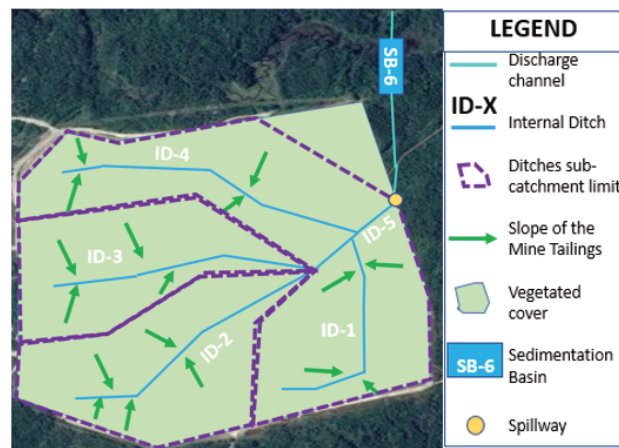 SB-6
ID-4
ID-5
ID-3
ID-2
ID-1
LEGEND
Discharge
channel
ID-X
Internal Ditch
Ditches sub-
catchment limit
Slope of the
Mine Tailings
Vegetated
cover
SB-6
Sedimentation
Basin
Spillway